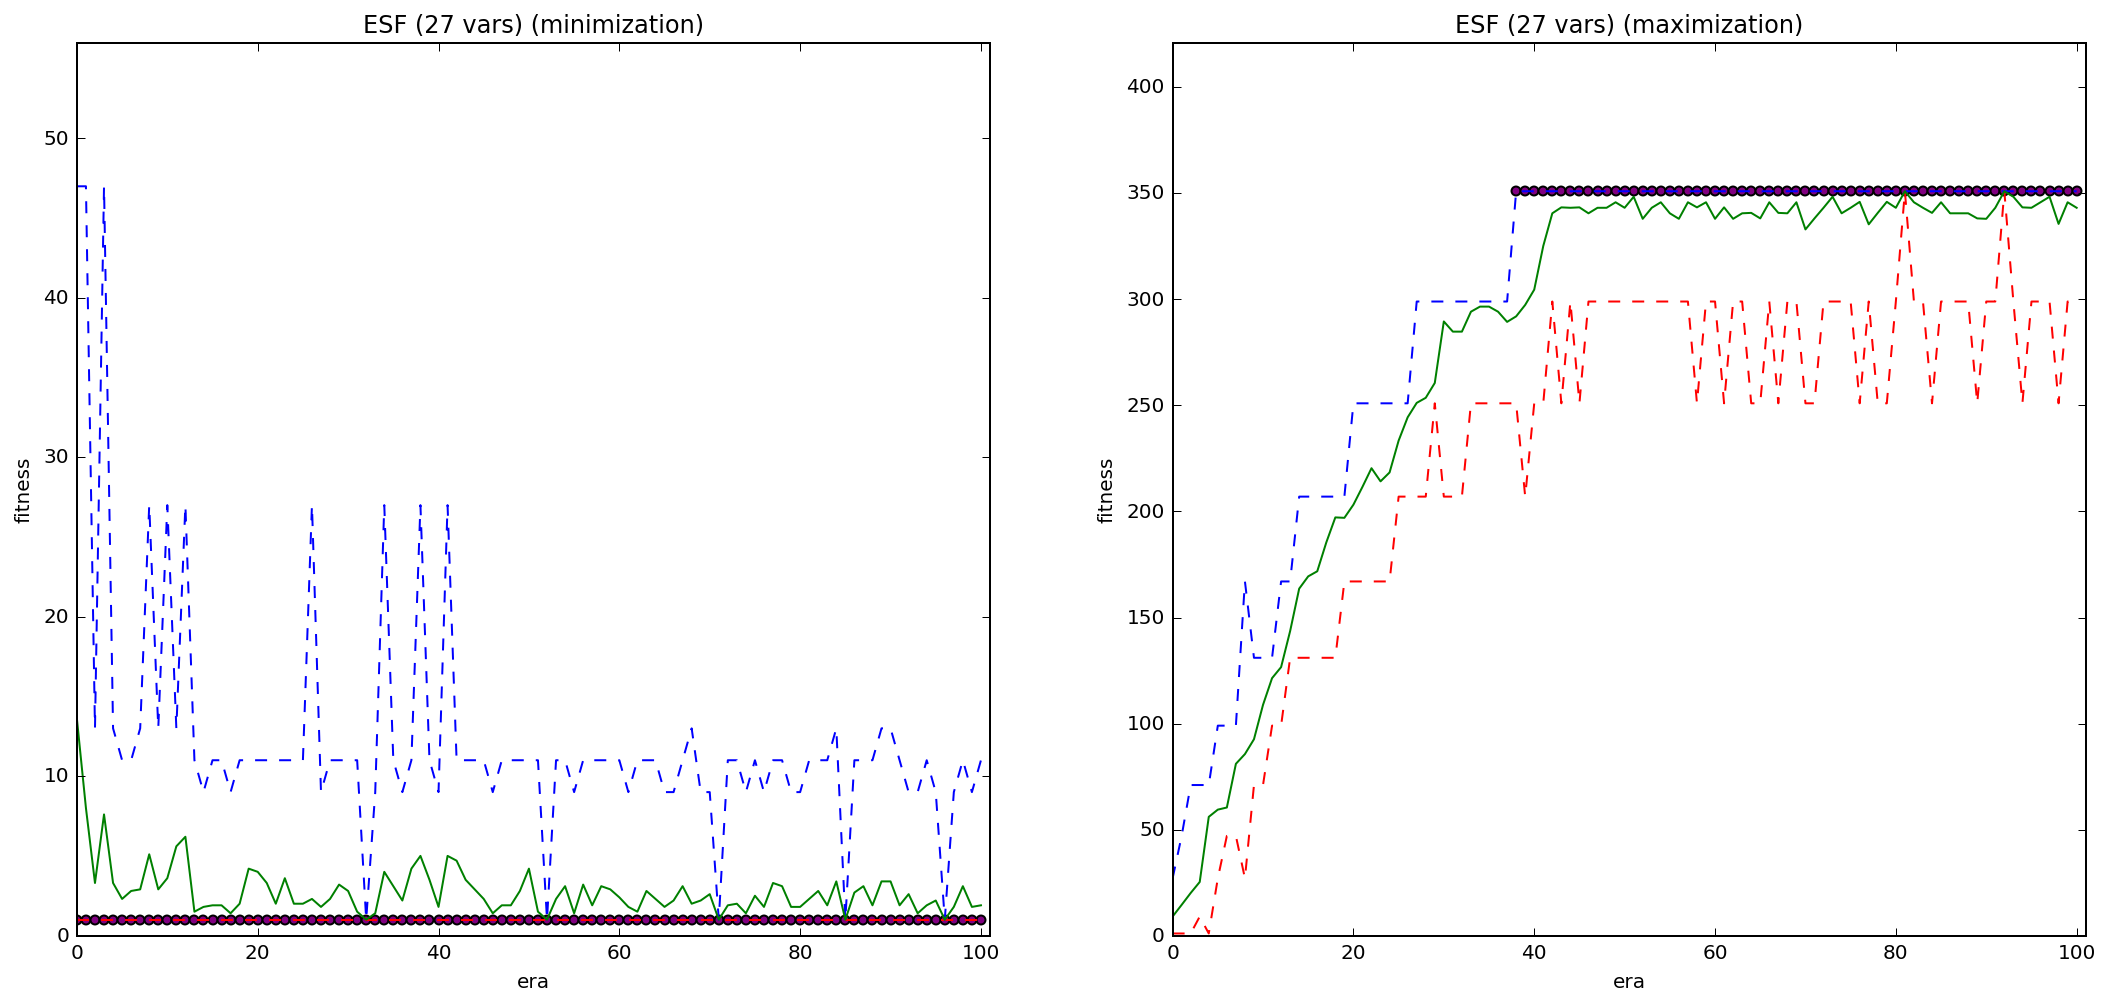 ESF (27 vars) (minimization)
fitness
50
40
30
20
10
0
0 20 40 60 80 100
era
ESF (27 vars) (maximization)
fitness
400
350
300
250
200
150
100
50
0
0 20 40 60 80 100
era